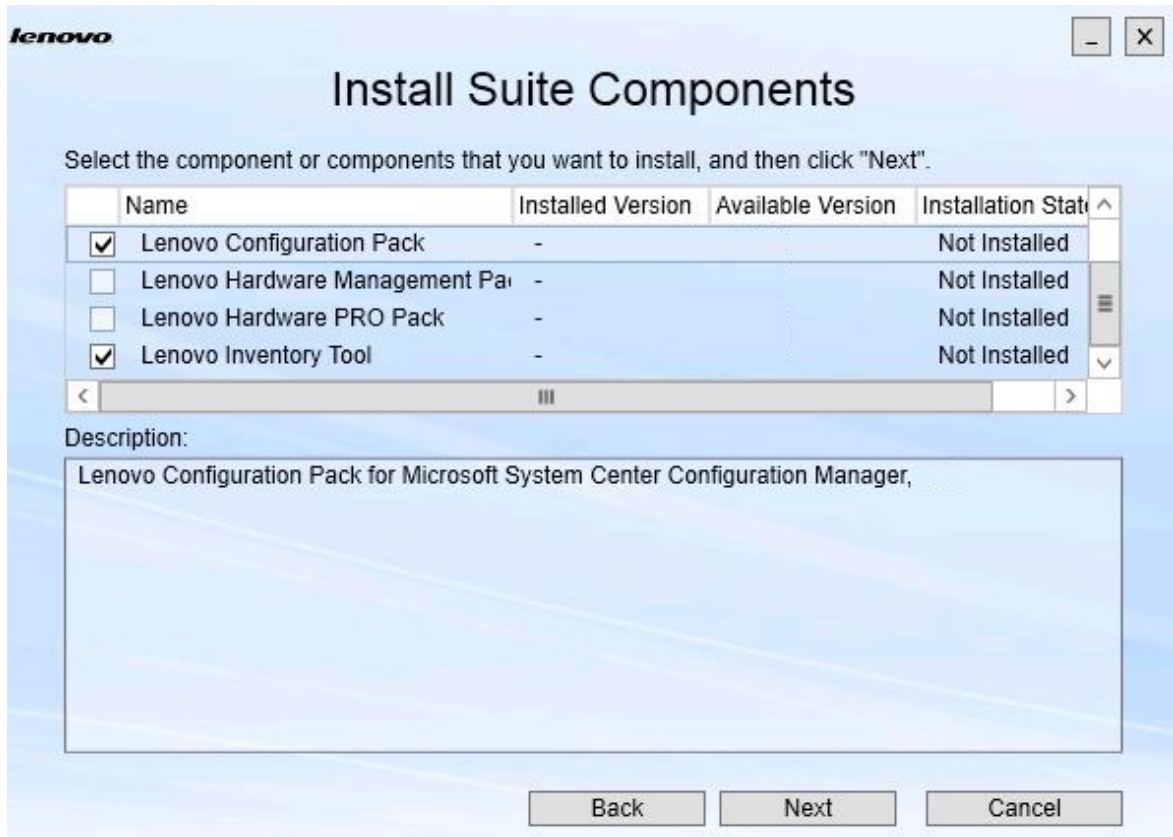 lenovo
Install Suite Components
Select the component or components that you want to install, and then click "Next".
Name Installed Version Available Version Installation State
Lenovo Configuration Pack - Not Installed
Lenovo Hardware Management Pa - Not Installed
Lenovo Hardware PRO Pack - Not Installed
Lenovo Inventory Tool - Not Installed
Description:
Lenovo Configuration Pack for Microsoft System Center Configuration Manager,
Back Next Cancel